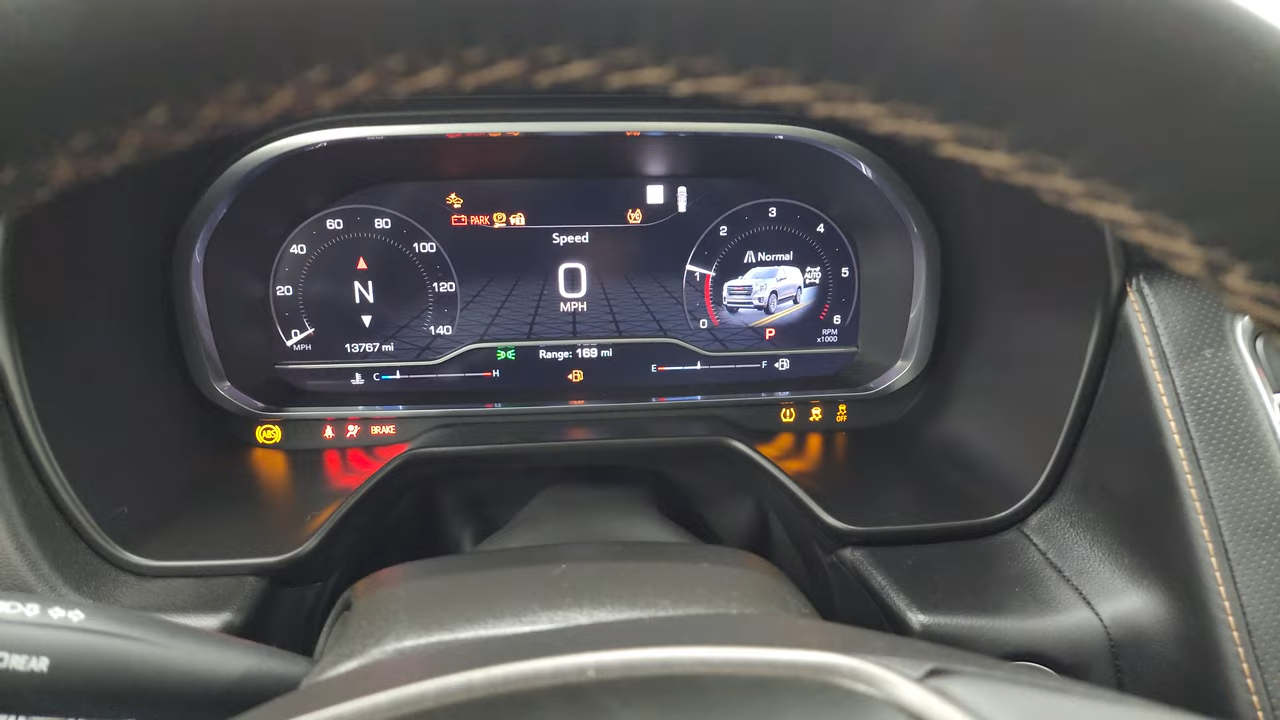 PARK
Speed
0
MPH
0
20
40
60
80
100
120
140
MPH
N
13767 mi
0
1
2
3
4
5
6
RPM
x1000
Normal
AUTO
P
Range: 169 mi
C
H
E
F
ABS
BRAKE
OFF
REAR